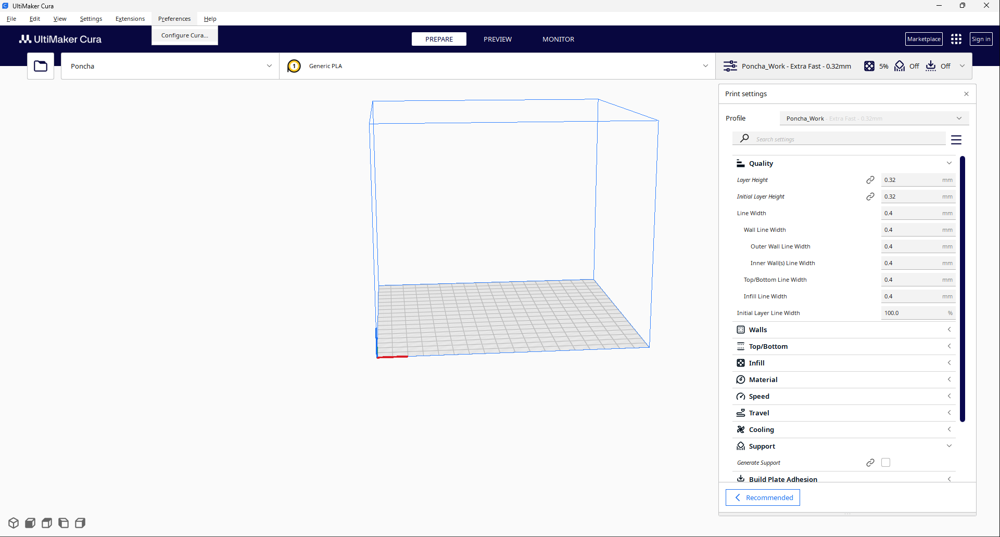 UltiMaker Cura
File Edit View Settings Extensions Preferences Help
Configure Cura...
UltiMaker Cura
PREPARE PREVIEW MONITOR
Marketplace Sign in
Poncha
1 Generic PLA
Poncha_Work - Extra Fast - 0.32mm 5% Off Off
Print settings
Profile Poncha_Work - Extra Fast - 0.32mm
Search settings
Quality
Layer Height 0.32 mm
Initial Layer Height 0.32 mm
Line Width 0.4 mm
Wall Line Width 0.4 mm
Outer Wall Line Width 0.4 mm
Inner Wall(s) Line Width 0.4 mm
Top/Bottom Line Width 0.4 mm
Infill Line Width 0.4 mm
Initial Layer Line Width 100.0 %
Walls
Top/Bottom
Infill
Material
Speed
Travel
Cooling
Support
Generate Support
Build Plate Adhesion
Recommended